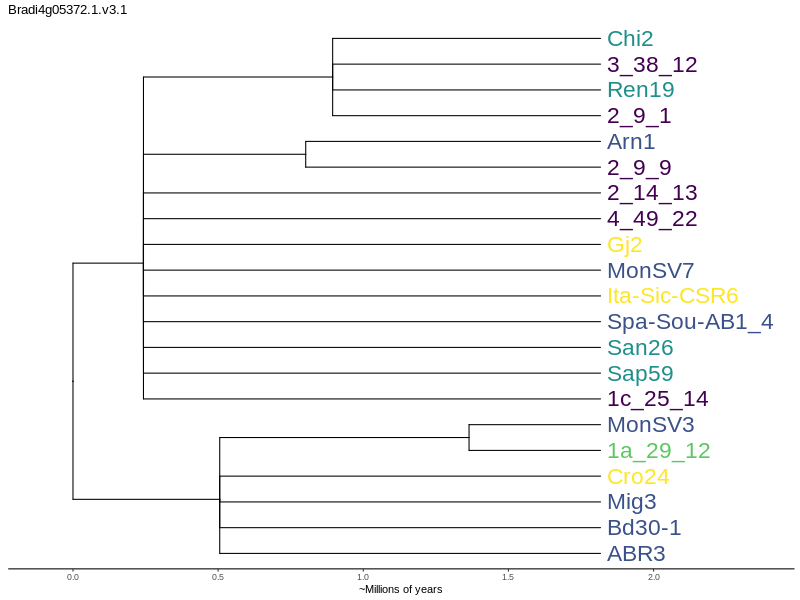 Bradi4g05372.1.v3.1
Chi2
3_38_12
Ren19
2_9_1
Arn1
2_9_9
2_14_13
4_49_22
Gj2
MonSV7
Ita-Sic-CSR6
Spa-Sou-AB1_4
San26
Sap59
1c_25_14
MonSV3
1a_29_12
Cro24
Mig3
Bd30-1
ABR3
0.0 0.5 1.0 1.5 2.0
~Millions of years